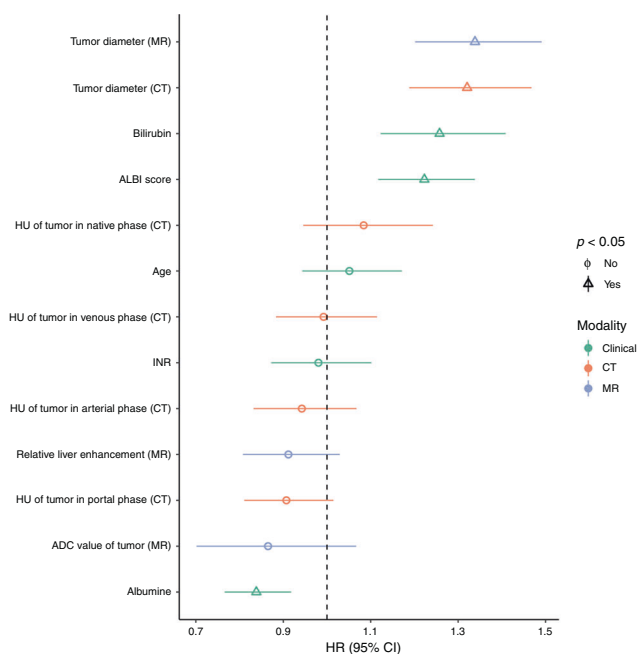 Tumor diameter (MR)
Tumor diameter (CT)
Bilirubin
ALBI score
HU of tumor in native phase (CT)
Age
HU of tumor in venous phase (CT)
INR
HU of tumor in arterial phase (CT)
Relative liver enhancement (MR)
HU of tumor in portal phase (CT)
ADC value of tumor (MR)
Albumine
0.7 0.9 1.1 1.3 1.5
HR (95% CI)
p < 0.05
No
Yes
Modality
Clinical
CT
MR